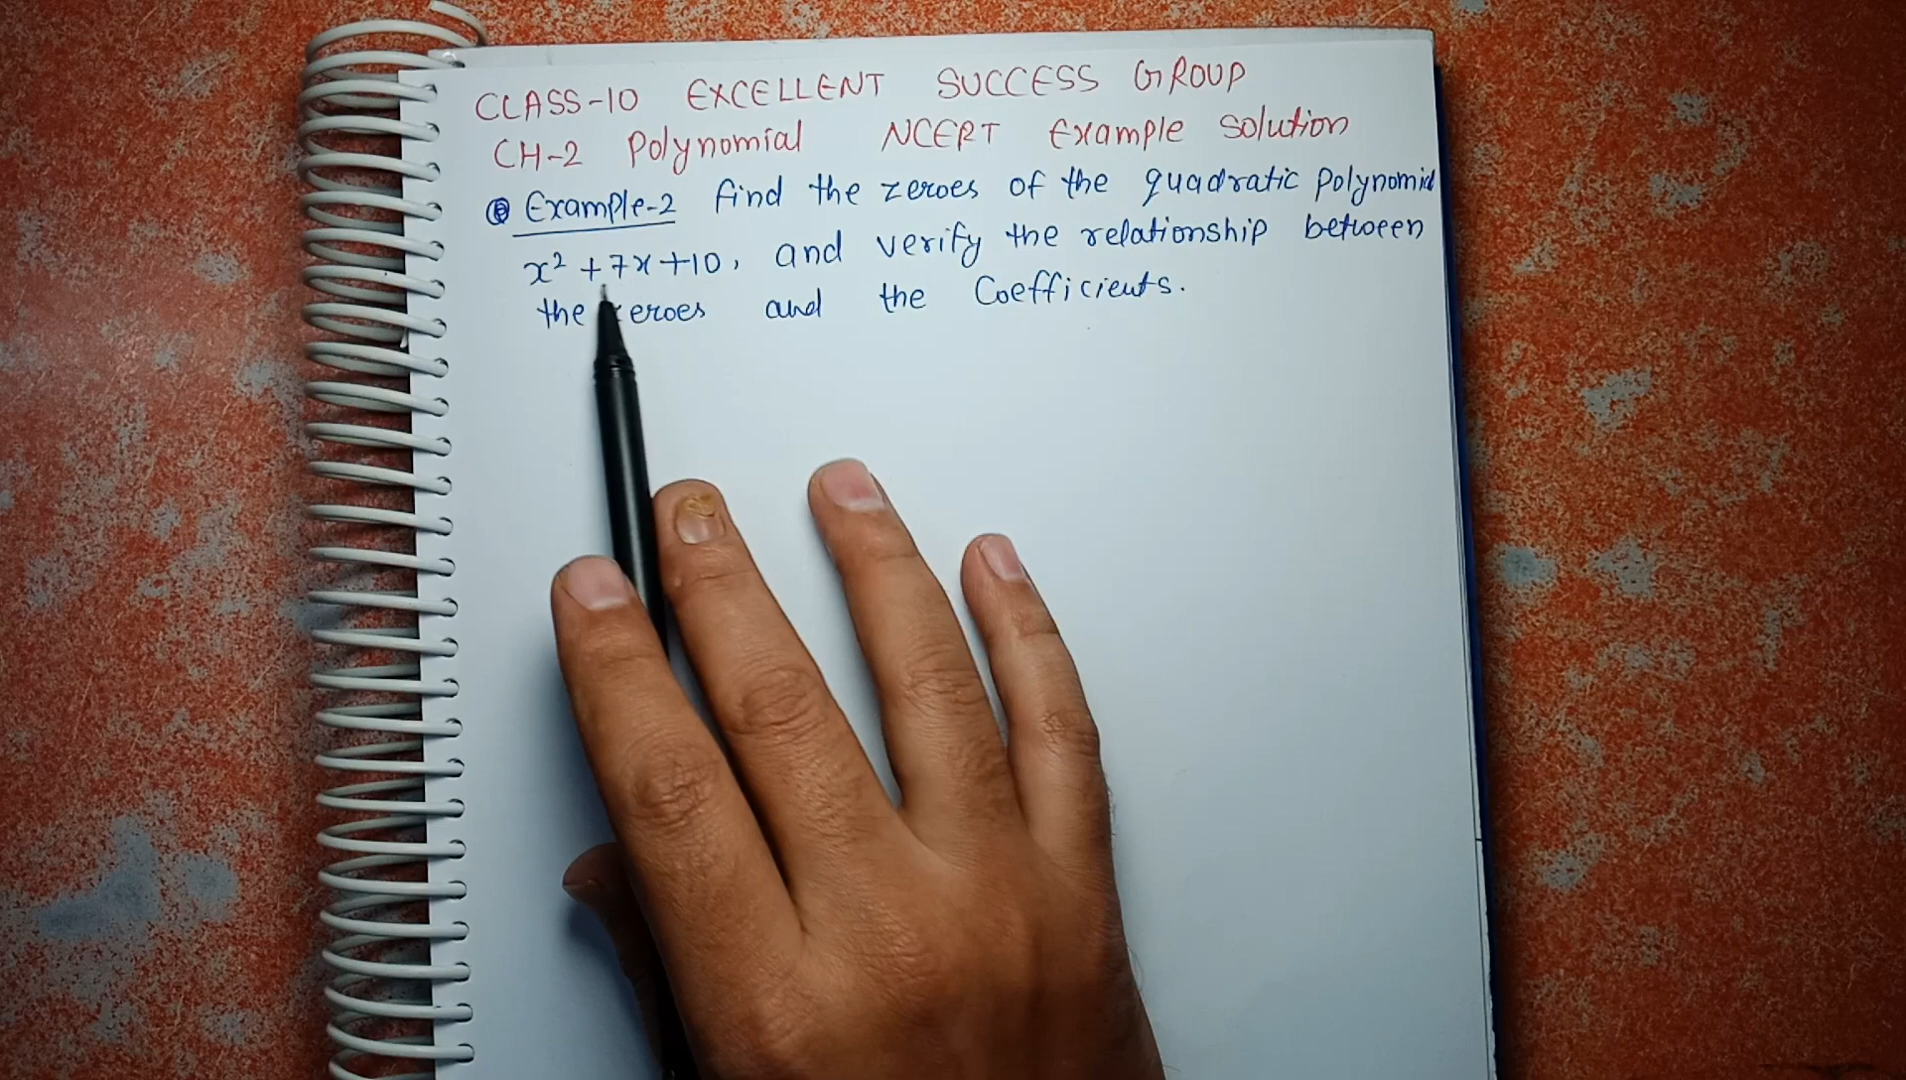 CLASS-10 EXCELLENT SUCCESS GROUP
CH-2 Polynomial NCERT Example Solution
Example-2 find the zeroes of the quadratic polynomial
x² + 7x + 10, and verify the relationship between
the zeroes and the Coefficients.